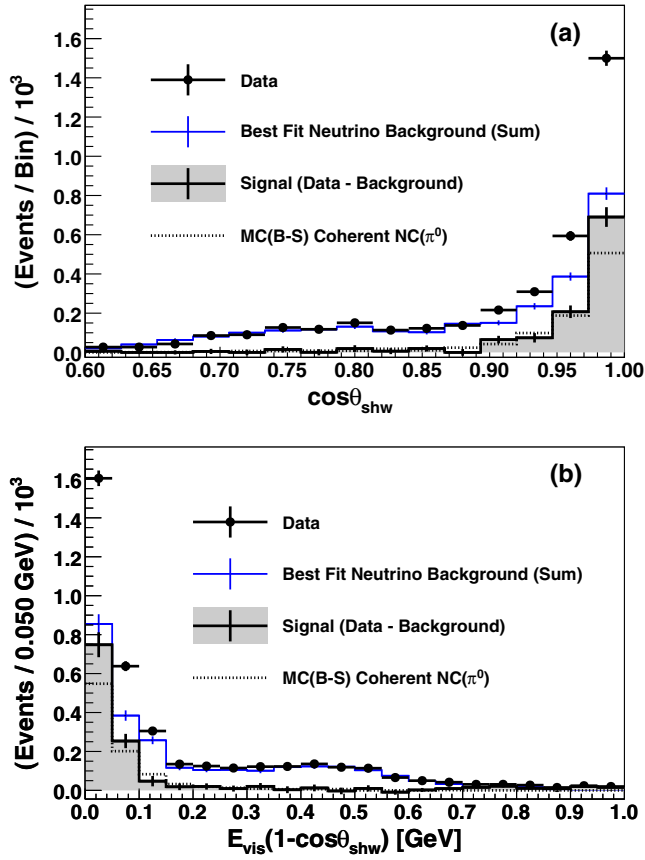 (a)
(Events / Bin) / 10³
1.6
1.4
1.2
1.0
0.8
0.6
0.4
0.2
0.0
Data
Best Fit Neutrino Background (Sum)
Signal (Data - Background)
MC(B-S) Coherent NC(π⁰)
0.60 0.65 0.70 0.75 0.80 0.85 0.90 0.95 1.00
cosθ_shw
(b)
(Events / 0.050 GeV) / 10³
1.6
1.4
1.2
1.0
0.8
0.6
0.4
0.2
0.0
Data
Best Fit Neutrino Background (Sum)
Signal (Data - Background)
MC(B-S) Coherent NC(π⁰)
0.0 0.1 0.2 0.3 0.4 0.5 0.6 0.7 0.8 0.9 1.0
E_vis(1-cosθ_shw) [GeV]